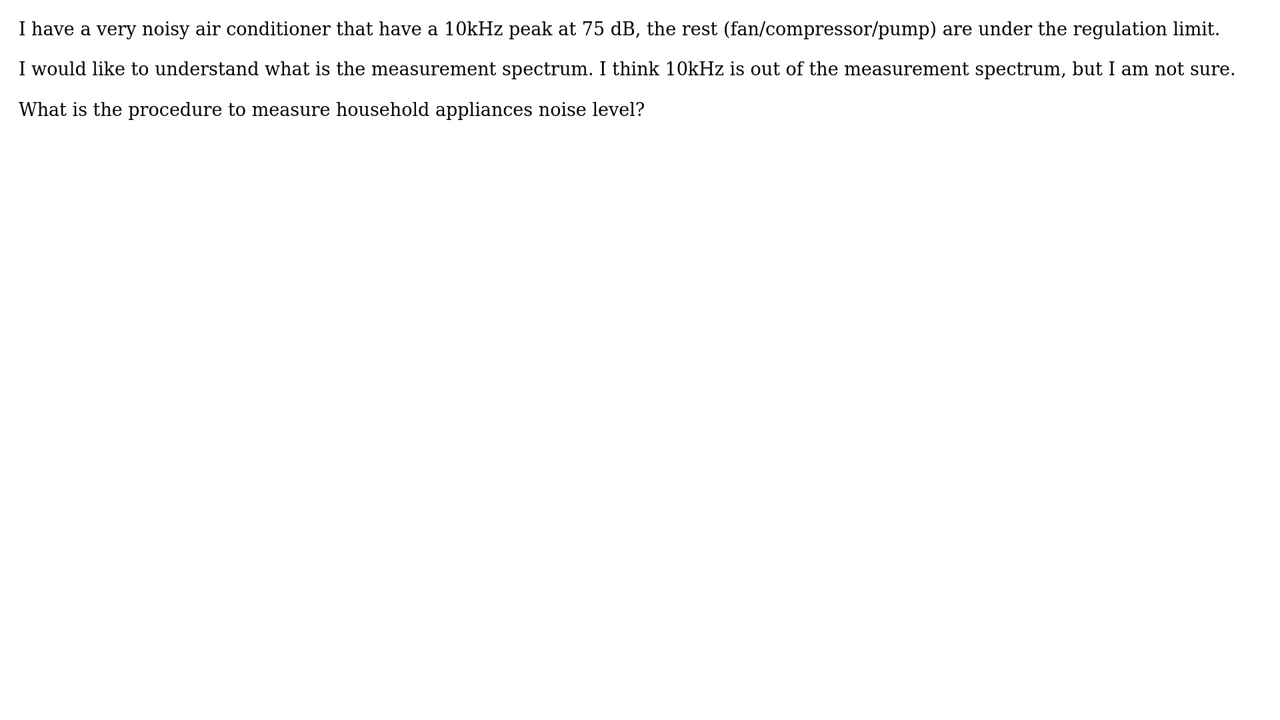 I have a very noisy air conditioner that have a 10kHz peak at 75 dB, the rest (fan/compressor/pump) are under the regulation limit.
I would like to understand what is the measurement spectrum. I think 10kHz is out of the measurement spectrum, but I am not sure.
What is the procedure to measure household appliances noise level?